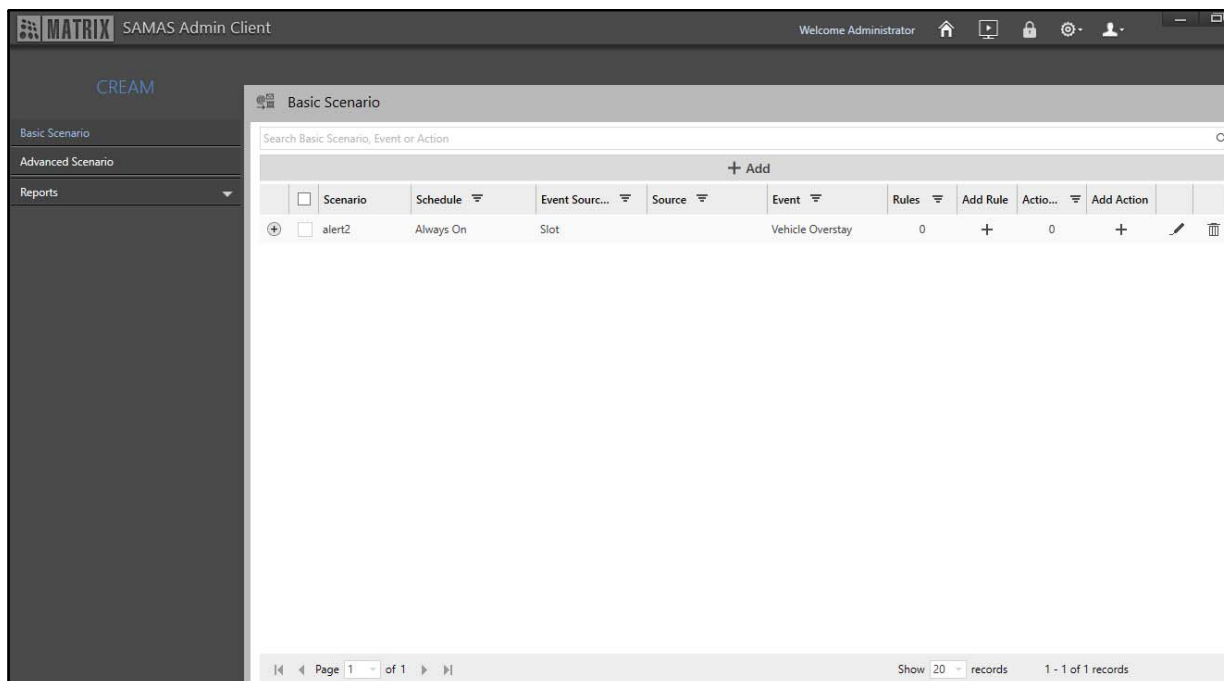 MATRIX SAMAS Admin Client Welcome Administrator
CREAM
Basic Scenario
Basic Scenario
Search Basic Scenario, Event or Action
Advanced Scenario
+ Add
Reports
Scenario Schedule Event Sourc... Source Event Rules Add Rule Actio... Add Action
alert2 Always On Slot Vehicle Overstay 0 + 0 +
Page 1 of 1 Show 20 records 1 - 1 of 1 records